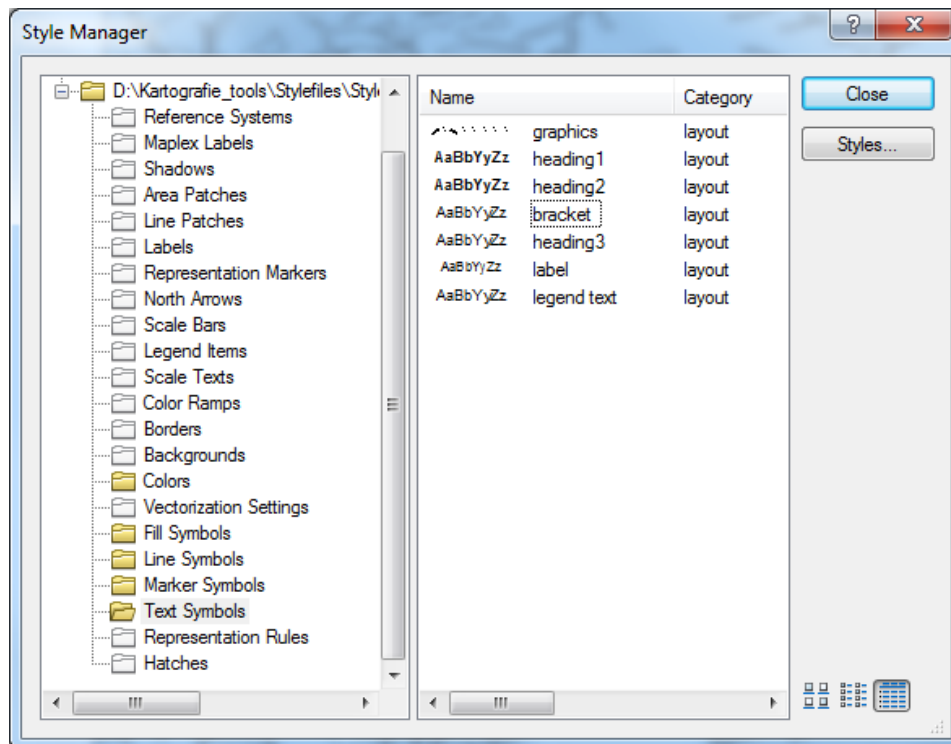 Style Manager
D:\Kartografie_tools\Stylefiles\Styl
Reference Systems
Maplex Labels
Shadows
Area Patches
Line Patches
Labels
Representation Markers
North Arrows
Scale Bars
Legend Items
Scale Texts
Color Ramps
Borders
Backgrounds
Colors
Vectorization Settings
Fill Symbols
Line Symbols
Marker Symbols
Text Symbols
Representation Rules
Hatches
Name Category
graphics layout
AaBbYyZz heading1 layout
AaBbYyZz heading2 layout
AaBbYyZz bracket layout
AaBbYyZz heading3 layout
AaBbYyZz label layout
AaBbYyZz legend text layout
Close
Styles...